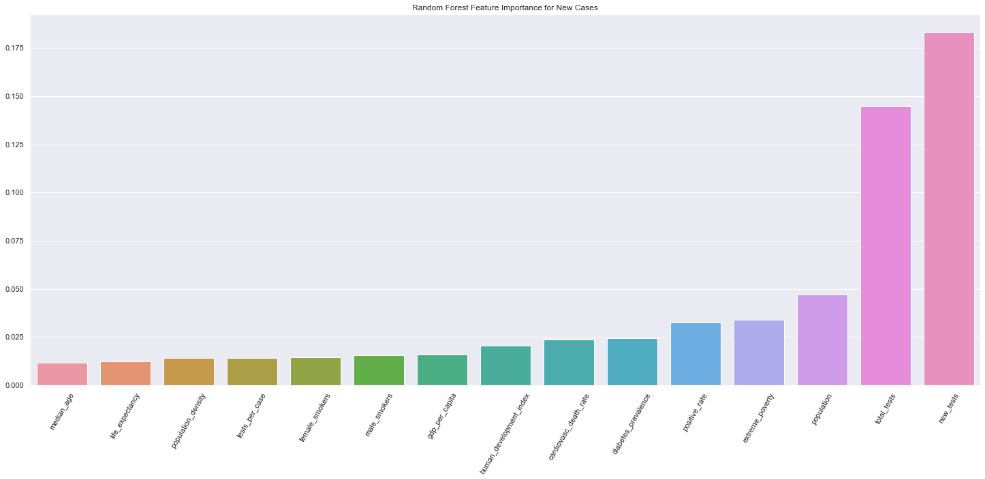 Random Forest Feature Importance for New Cases
0.175
0.150
0.125
0.100
0.075
0.050
0.025
0.000
median_age
life_expectancy
population_density
tests_per_case
female_smokers
male_smokers
gdp_per_capita
human_development_index
cardiovasc_death_rate
diabetes_prevalence
positive_rate
extreme_poverty
population
total_tests
new_tests